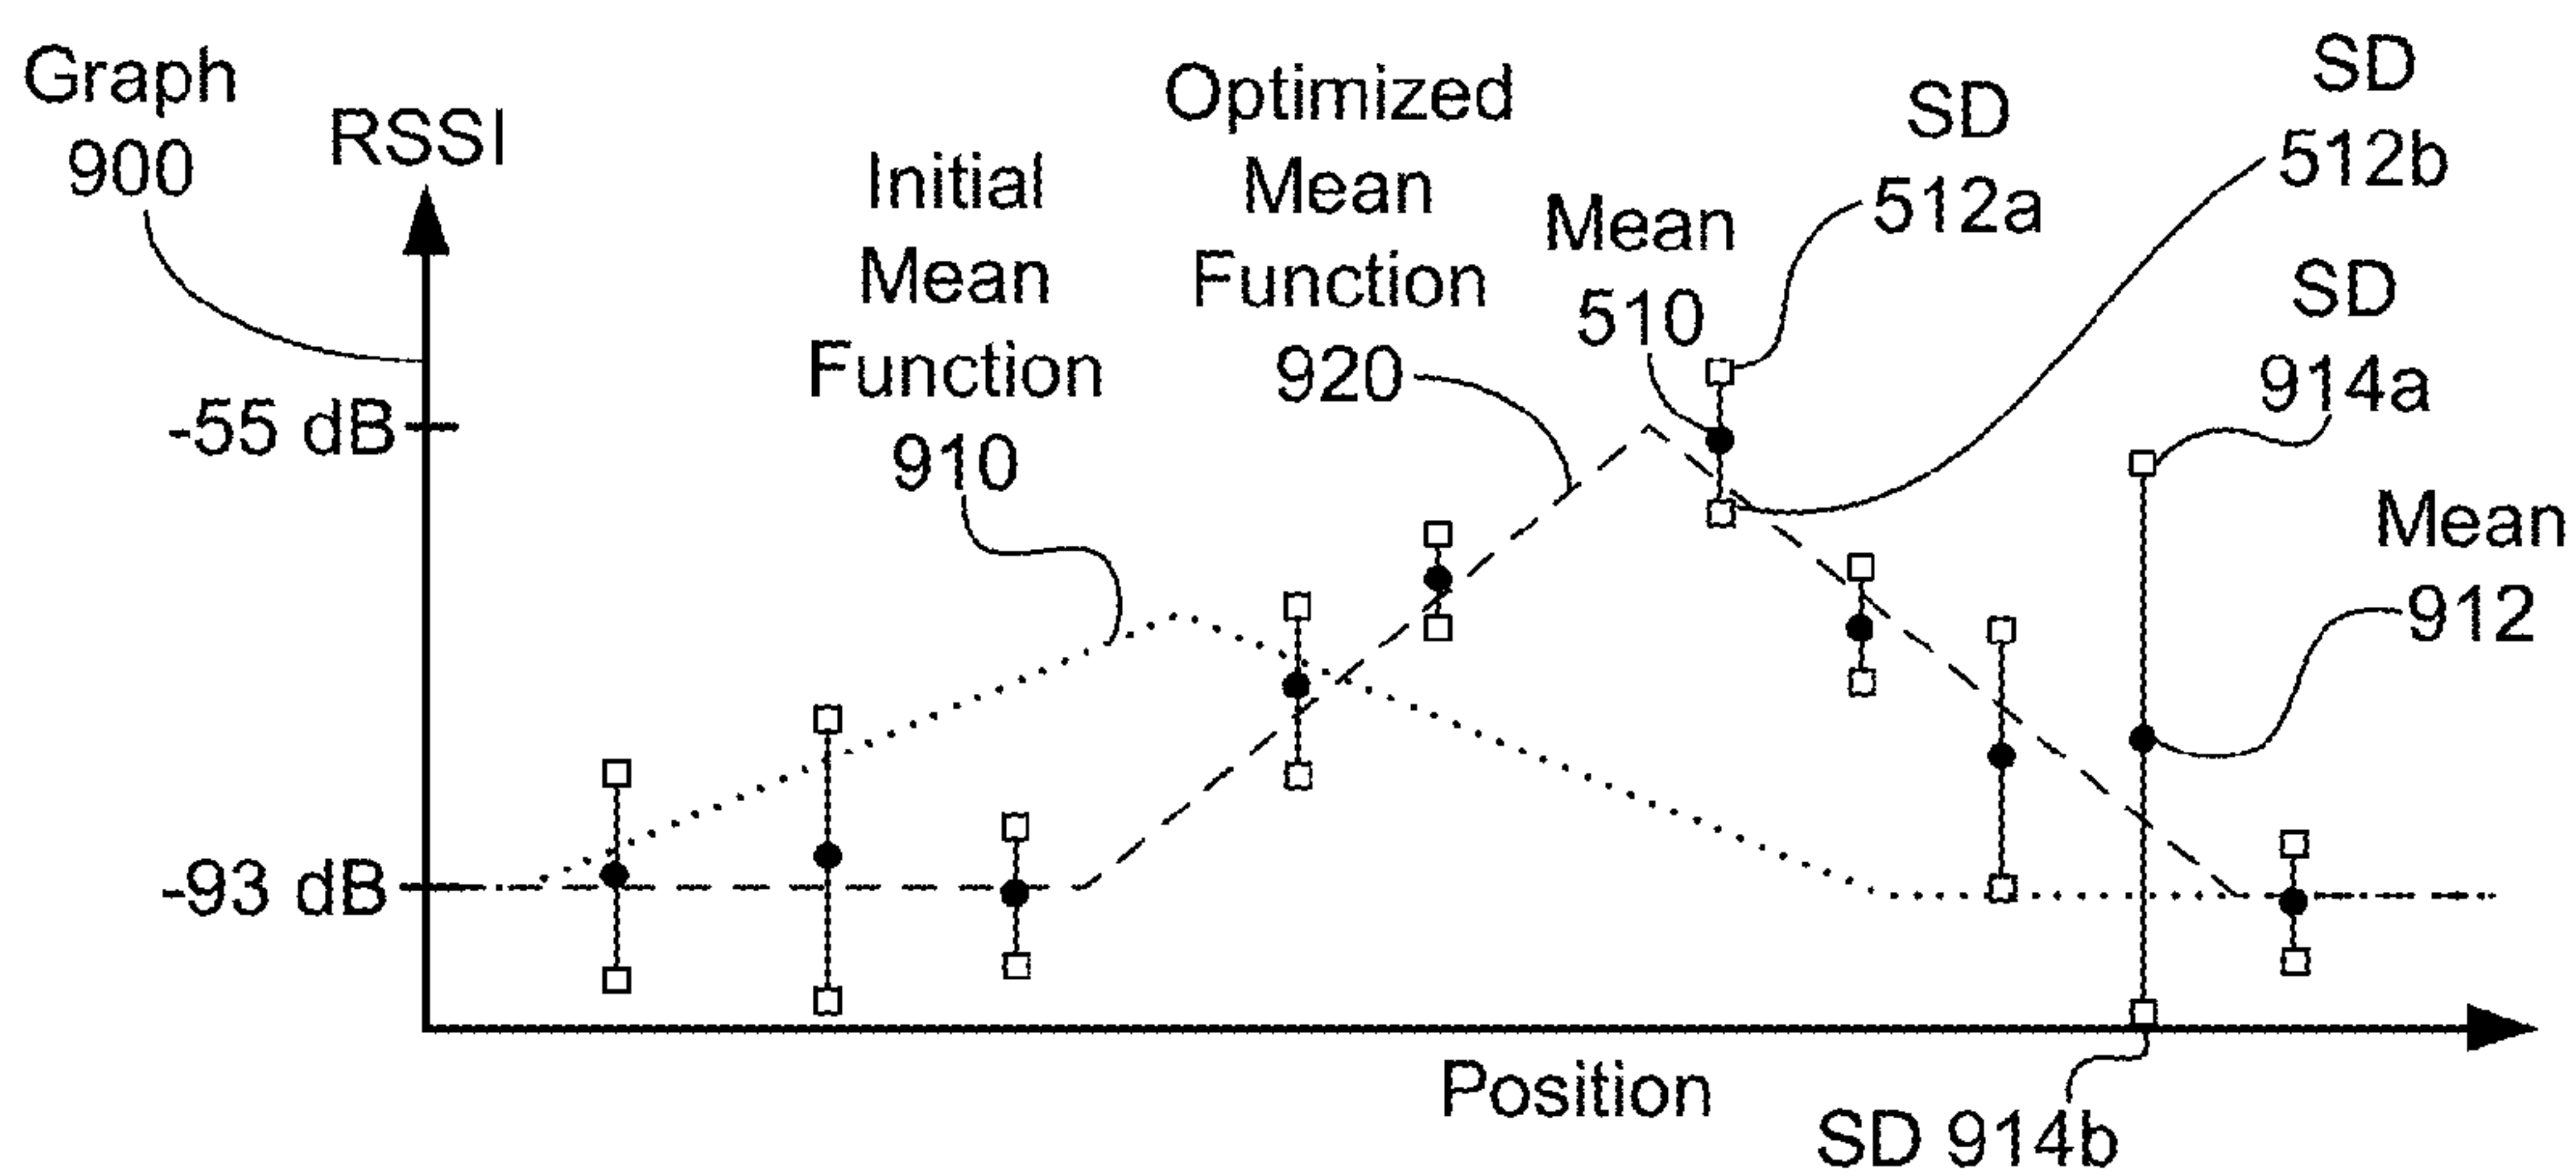 Graph
900
RSSI
Initial
Mean
Function
910
Optimized
Mean
Function
920
Mean
510
SD
512a
SD
512b
SD
914a
Mean
912
-55 dB
-93 dB
Position
SD 914b